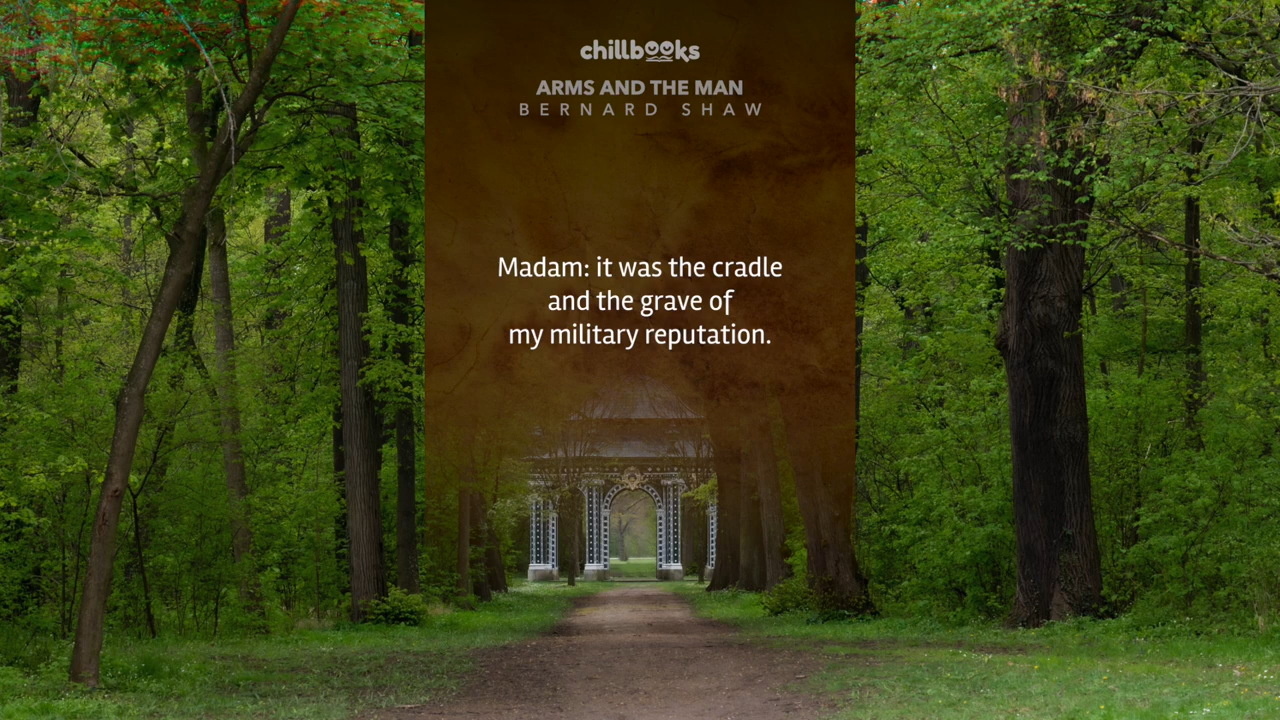 chillbooks
ARMS AND THE MAN
BERNARD SHAW
Madam: it was the cradle
and the grave of
my military reputation.